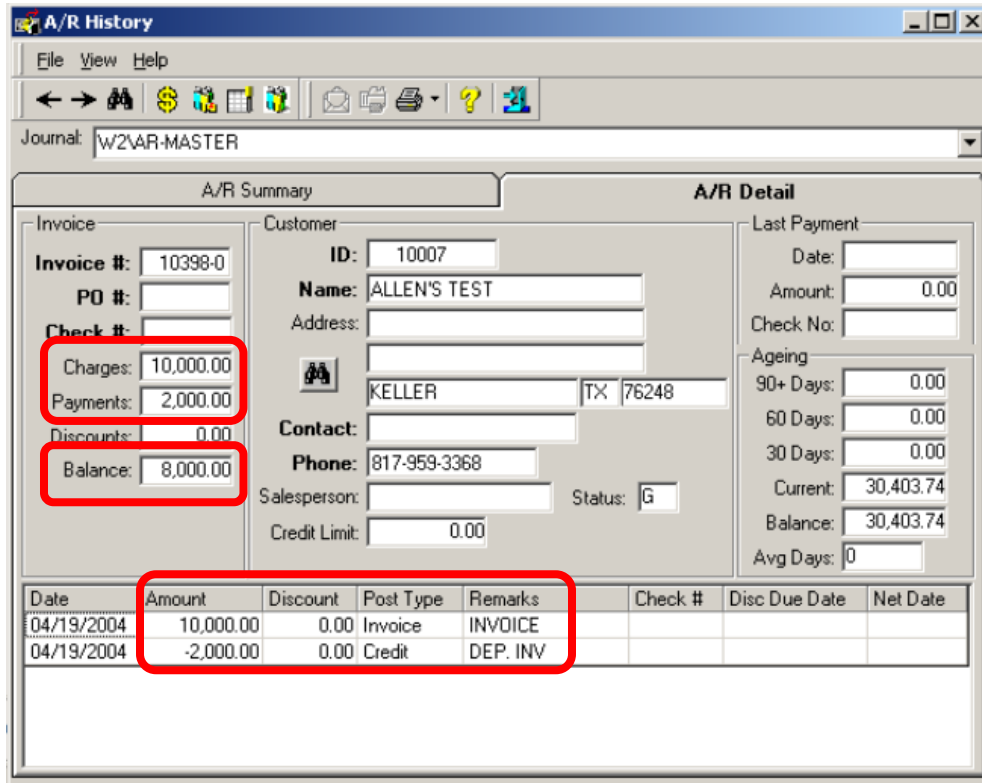 A/R History
File View Help
Journal: W2\AR-MASTER
A/R Summary
A/R Detail
Invoice
Invoice #: 10398-0
PO #:
Check #:
Charges: 10,000.00
Payments: 2,000.00
Discounts: 0.00
Balance: 8,000.00
Customer
ID: 10007
Name: ALLEN'S TEST
Address:
KELLER TX 76248
Contact:
Phone: 817-959-3368
Salesperson:
Status: G
Credit Limit: 0.00
Last Payment
Date:
Amount: 0.00
Check No:
Ageing
90+ Days: 0.00
60 Days: 0.00
30 Days: 0.00
Current: 30,403.74
Balance: 30,403.74
Avg Days: 0
Date Amount Discount Post Type Remarks Check # Disc Due Date Net Date
04/19/2004 10,000.00 0.00 Invoice INVOICE
04/19/2004 -2,000.00 0.00 Credit DEP. INV